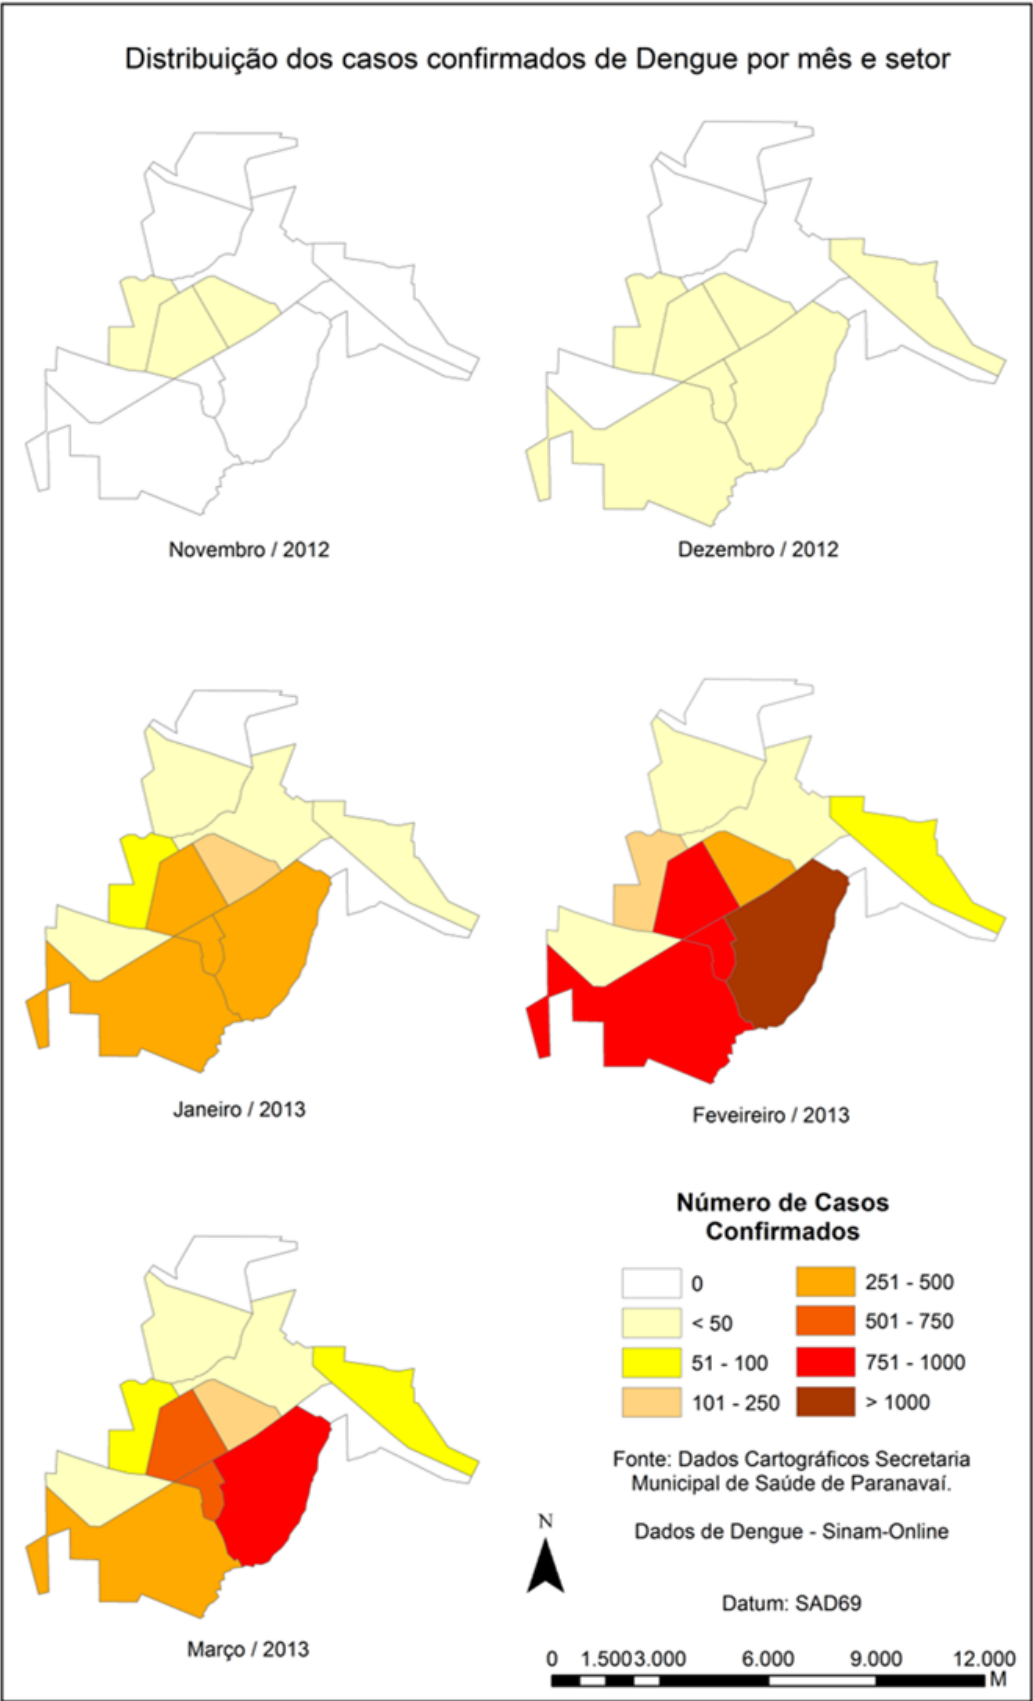 Distribuição dos casos confirmados de Dengue por mês e setor
Novembro / 2012
Dezembro / 2012
Janeiro / 2013
Feveireiro / 2013
Março / 2013
Número de Casos
Confirmados
0
< 50
51 - 100
101 - 250
251 - 500
501 - 750
751 - 1000
> 1000
Fonte: Dados Cartográficos Secretaria
Municipal de Saúde de Paranavaí.
Dados de Dengue - Sinam-Online
N
Datum: SAD69
0 1.500 3.000 6.000 9.000 12.000
M